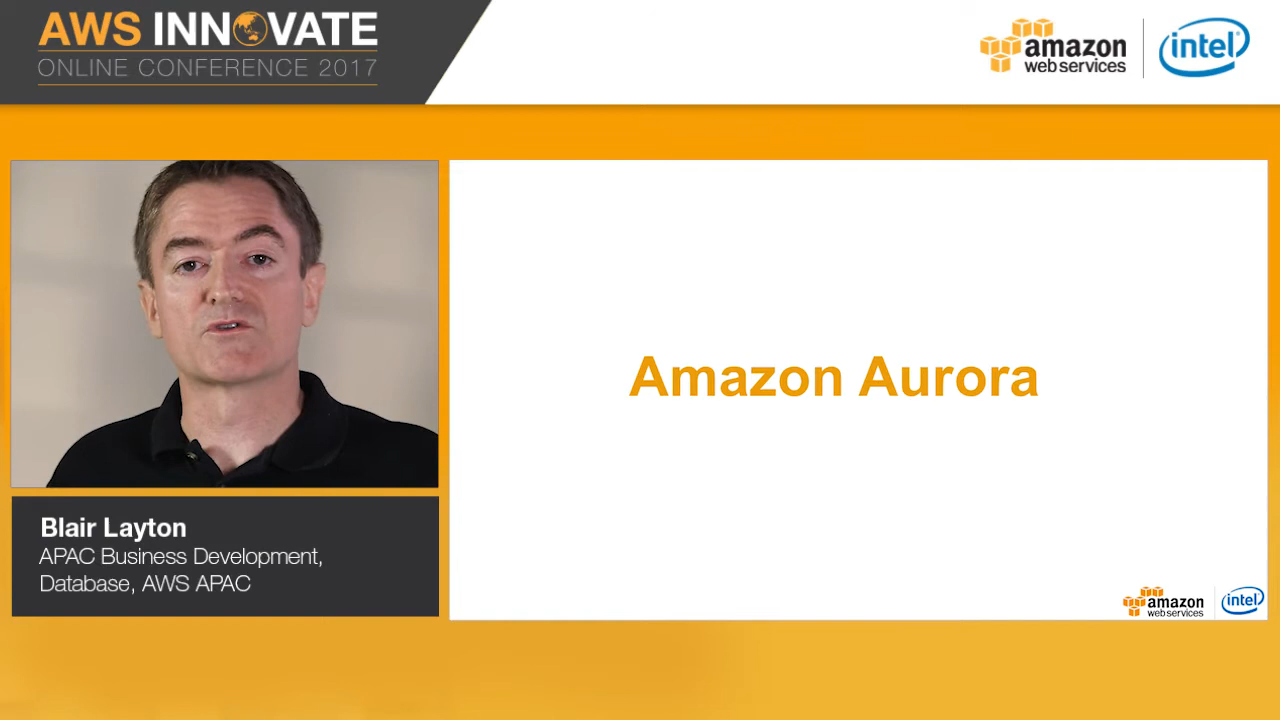 AWS INNOVATE
ONLINE CONFERENCE 2017
amazon
web services
intel
Amazon Aurora
Blair Layton
APAC Business Development,
Database, AWS APAC
amazon
web services
intel